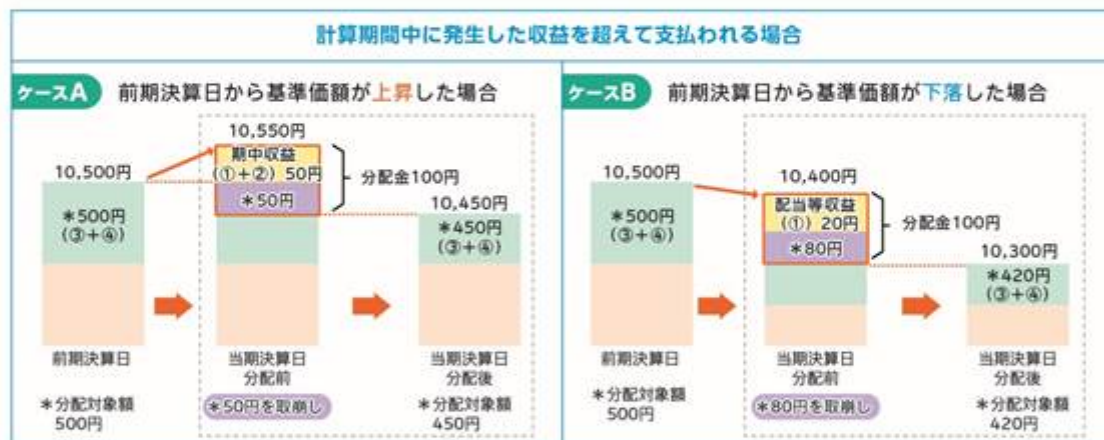 計算期間中に発生した収益を超えて支払われる場合
ケースA 前期決算日から基準価額が上昇した場合
10,550円
10,500円
期中収益
(①+②) 50円
*50円
分配金100円
10,450円
*500円
(③+④)
*450円
(③+④)
前期決算日
当期決算日
分配前
当期決算日
分配後
*分配対象額
500円
*50円を取崩し
*分配対象額
450円
ケースB 前期決算日から基準価額が下落した場合
10,500円
10,400円
配当等収益
(①) 20円
*80円
分配金100円
10,300円
*500円
(③+④)
*420円
(③+④)
前期決算日
当期決算日
分配前
当期決算日
分配後
*分配対象額
500円
*80円を取崩し
*分配対象額
420円